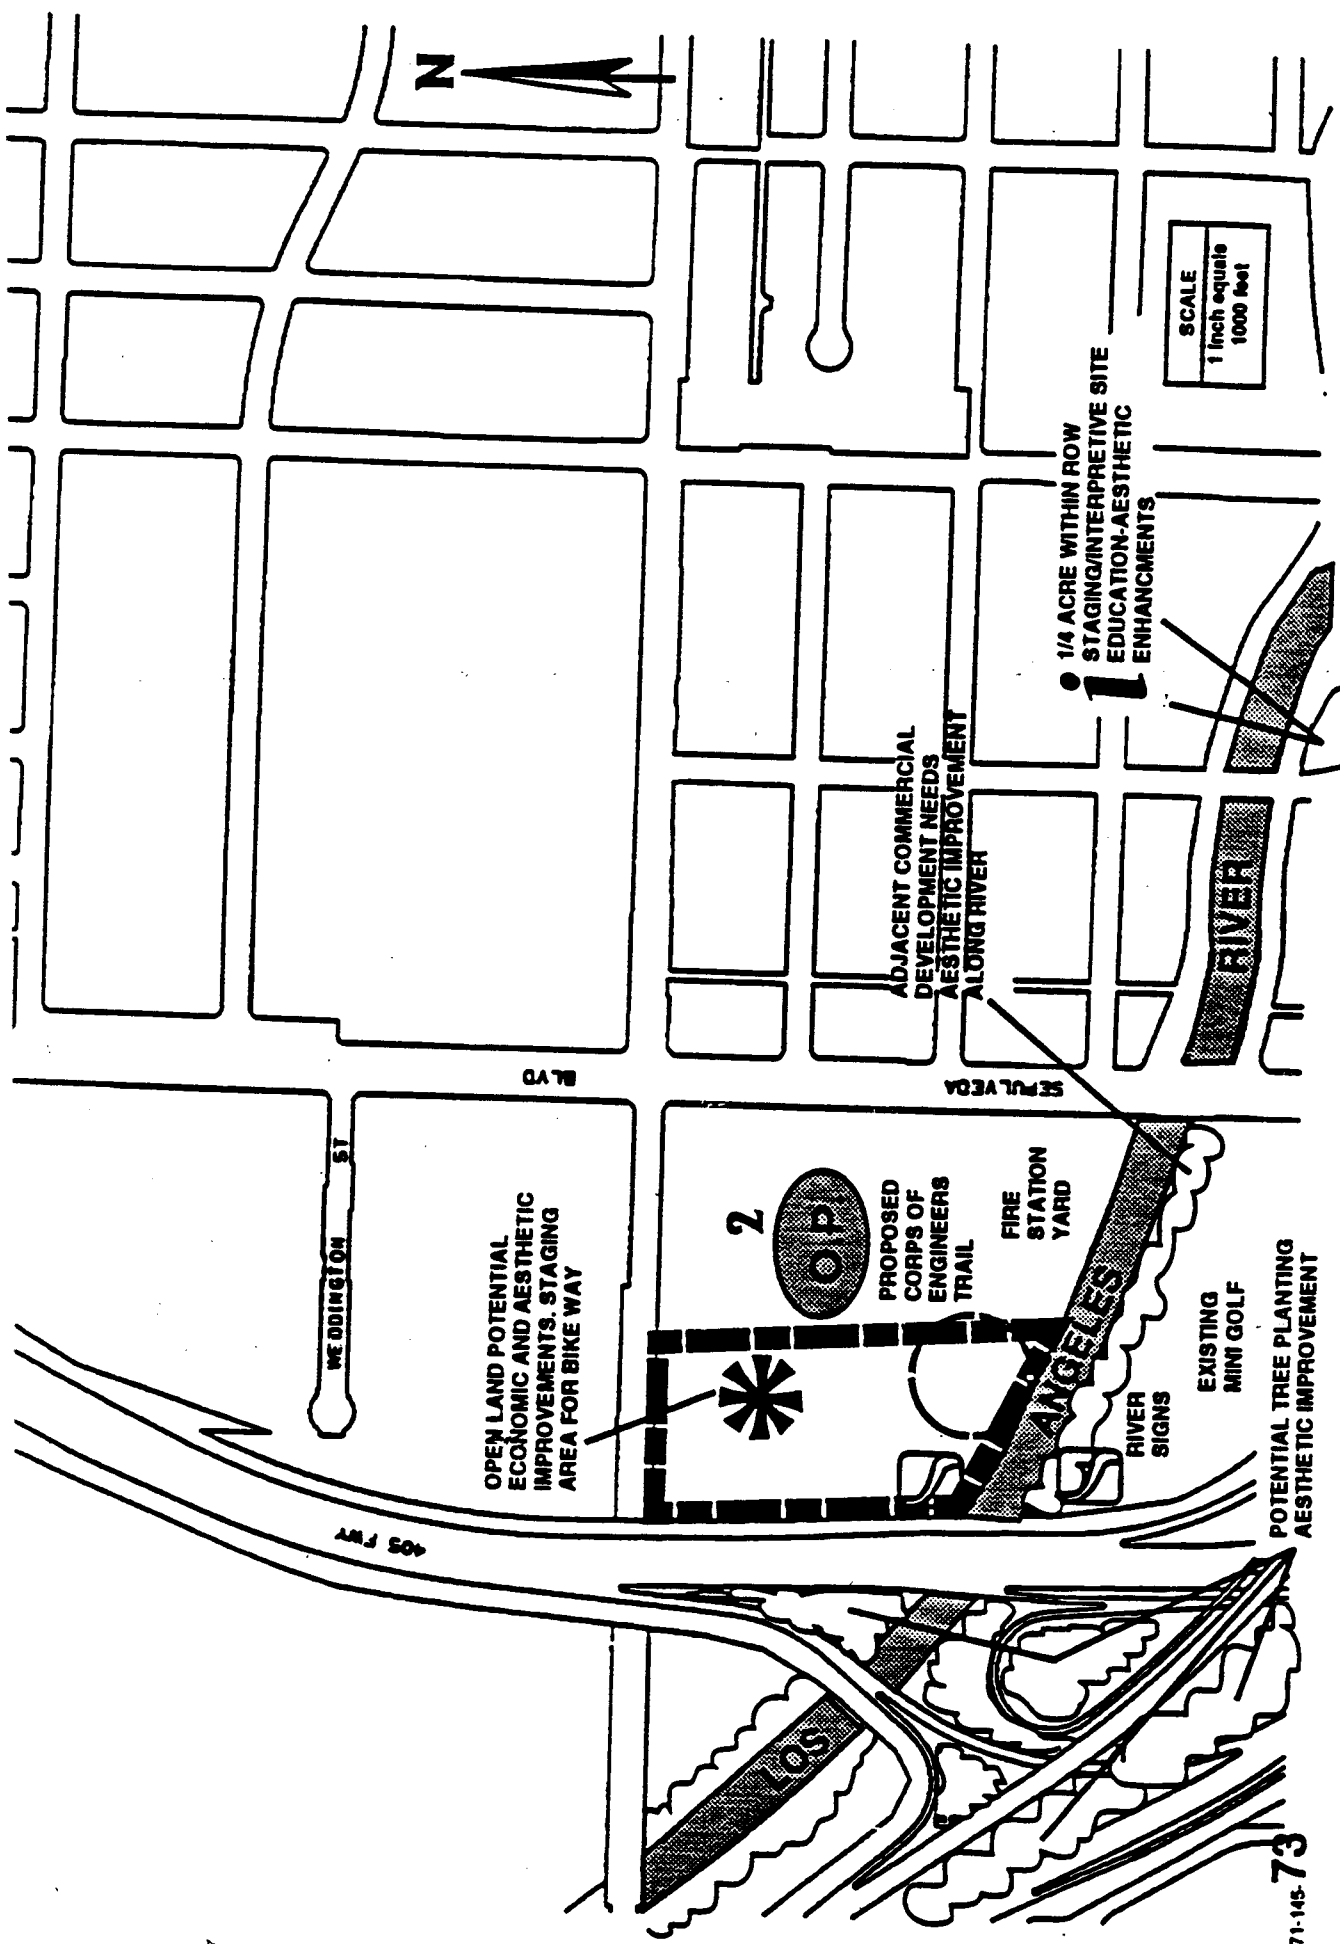 N
WEDDINGTON ST
BLVD
405 FWY
OPEN LAND POTENTIAL
ECONOMIC AND AESTHETIC
IMPROVEMENTS. STAGING
AREA FOR BIKE WAY
2
O.P.
PROPOSED
CORPS OF
ENGINEERS
TRAIL
SEPULVEDA
FIRE
STATION
YARD
ADJACENT COMMERCIAL
DEVELOPMENT NEEDS
AESTHETIC IMPROVEMENT
ALONG RIVER
i
1/4 ACRE WITHIN ROW
STAGING/INTERPRETIVE SITE
EDUCATION-AESTHETIC
ENHANCMENTS
SCALE
1 inch equals
1000 feet
LOS
ANGELES
RIVER
RIVER
SIGNS
EXISTING
MINI GOLF
POTENTIAL TREE PLANTING
AESTHETIC IMPROVEMENT
71-145-73